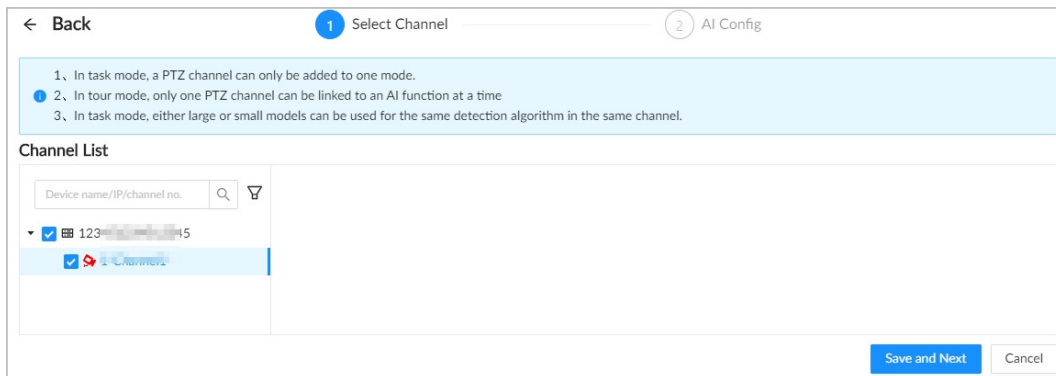 ← Back
1 Select Channel
2 AI Config
1、In task mode, a PTZ channel can only be added to one mode.
2、In tour mode, only one PTZ channel can be linked to an AI function at a time
3、In task mode, either large or small models can be used for the same detection algorithm in the same channel.
Channel List
Device name/IP/channel no.
123 45
Save and Next
Cancel